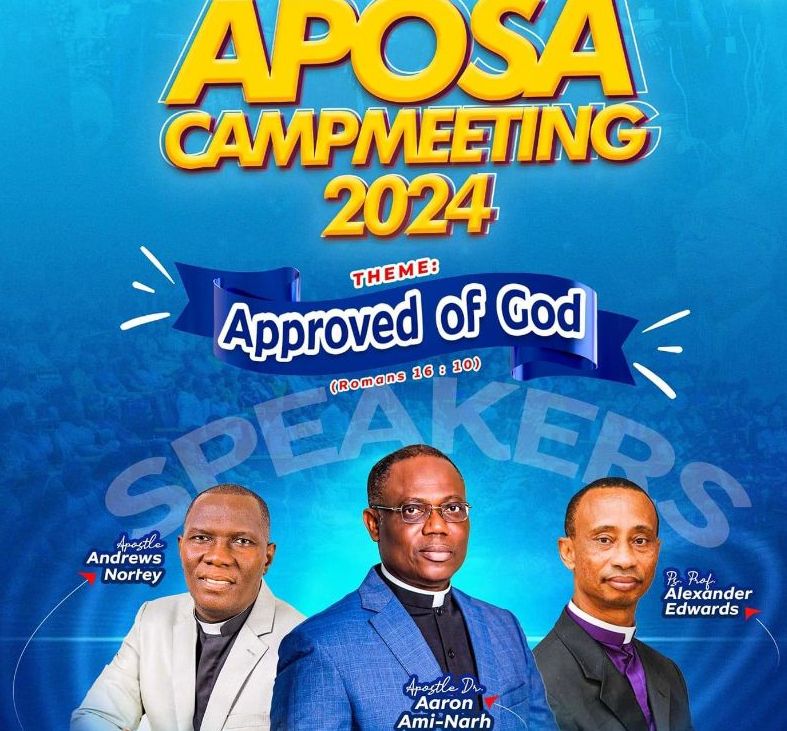 APOSA
CAMPMEETING
2024
THEME:
Approved of God
(Romans 16 : 10)
SPEAKERS
Apostle
Andrews
Nortey
Apostle Dr.
Aaron
Ami-Narh
Ps. Prof.
Alexander
Edwards